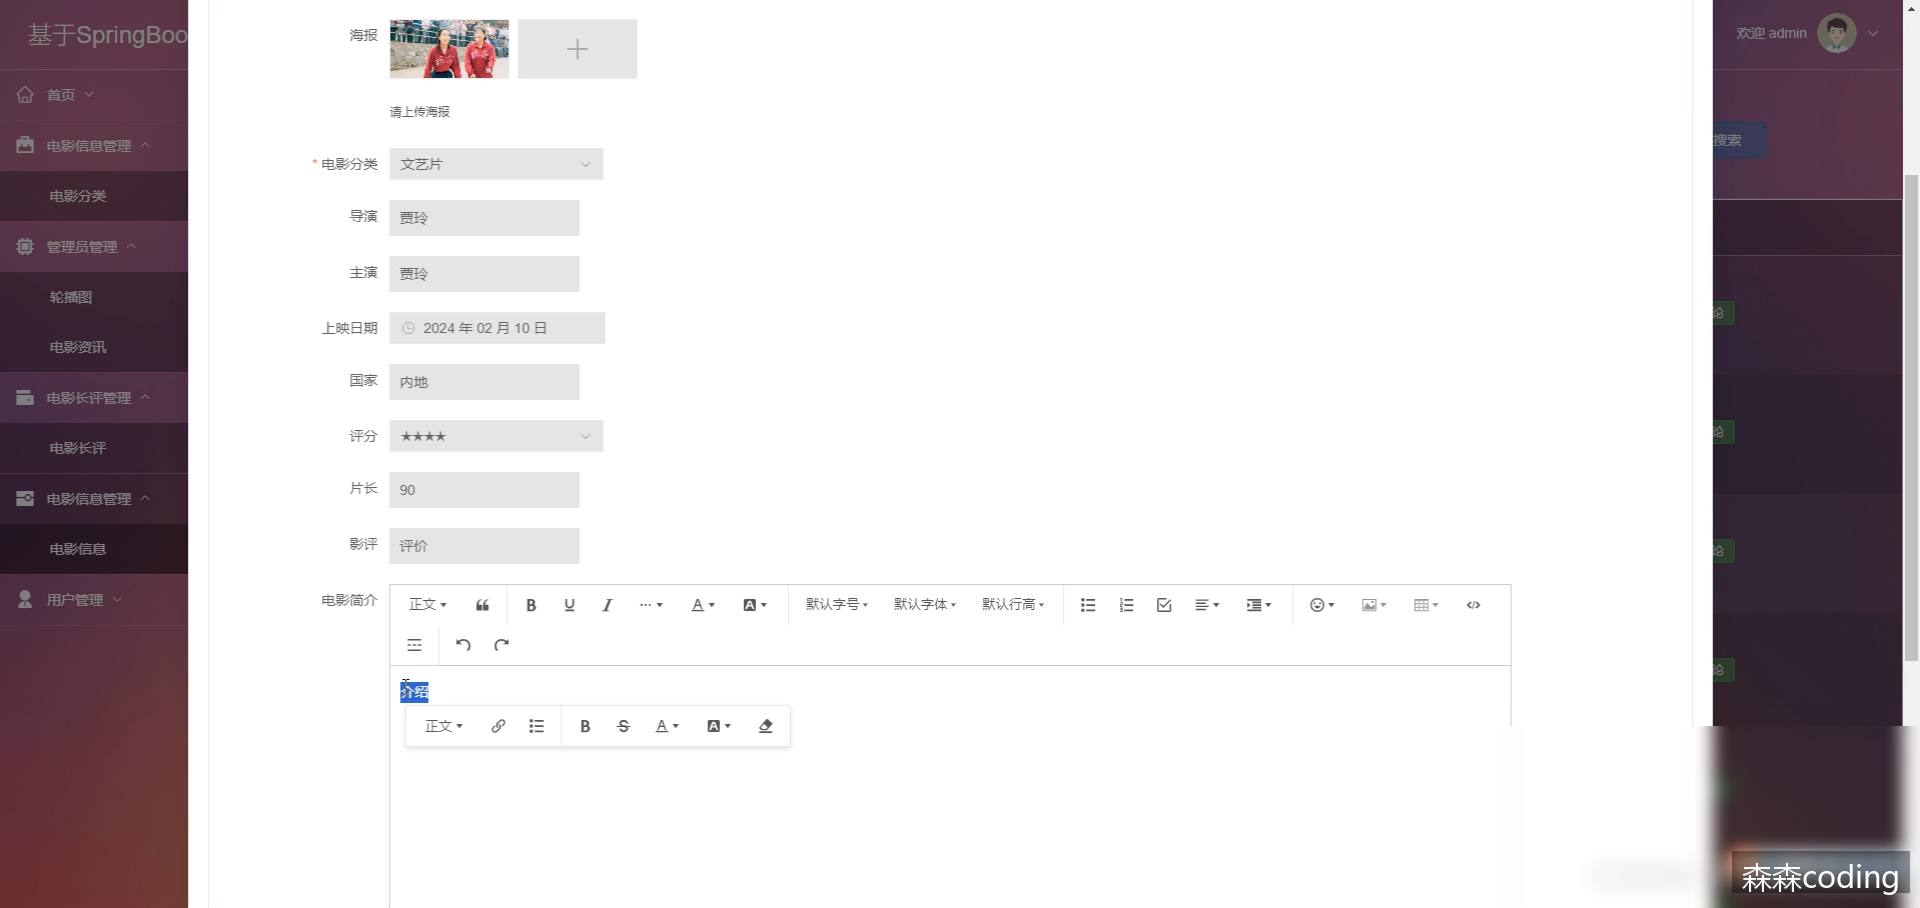 基于SpringBoo
欢迎 admin
首页
电影信息管理
电影分类
管理员管理
轮播图
电影资讯
电影长评管理
电影长评
电影信息管理
电影信息
用户管理
海报
请上传海报
* 电影分类 文艺片
导演 贾玲
主演 贾玲
上映日期 2024 年 02 月 10 日
国家 内地
评分 ★★★★
片长 90
影评 评价
电影简介
正文 B U I ... A A 默认字号 默认字体 默认行高
介绍
正文 B S A A
搜索
论
论
论
论
森森coding